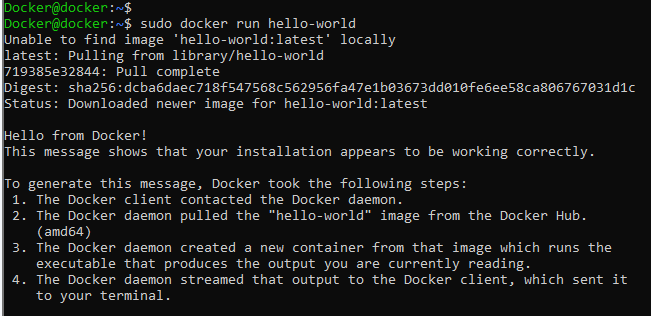 Docker@docker:~$
Docker@docker:~$ sudo docker run hello-world
Unable to find image 'hello-world:latest' locally
latest: Pulling from library/hello-world
719385e32844: Pull complete
Digest: sha256:dcba6daec718f547568c562956fa47e1b03673dd010fe6ee58ca806767031d1c
Status: Downloaded newer image for hello-world:latest

Hello from Docker!
This message shows that your installation appears to be working correctly.

To generate this message, Docker took the following steps:
 1. The Docker client contacted the Docker daemon.
 2. The Docker daemon pulled the "hello-world" image from the Docker Hub.
    (amd64)
 3. The Docker daemon created a new container from that image which runs the
    executable that produces the output you are currently reading.
 4. The Docker daemon streamed that output to the Docker client, which sent it
    to your terminal.